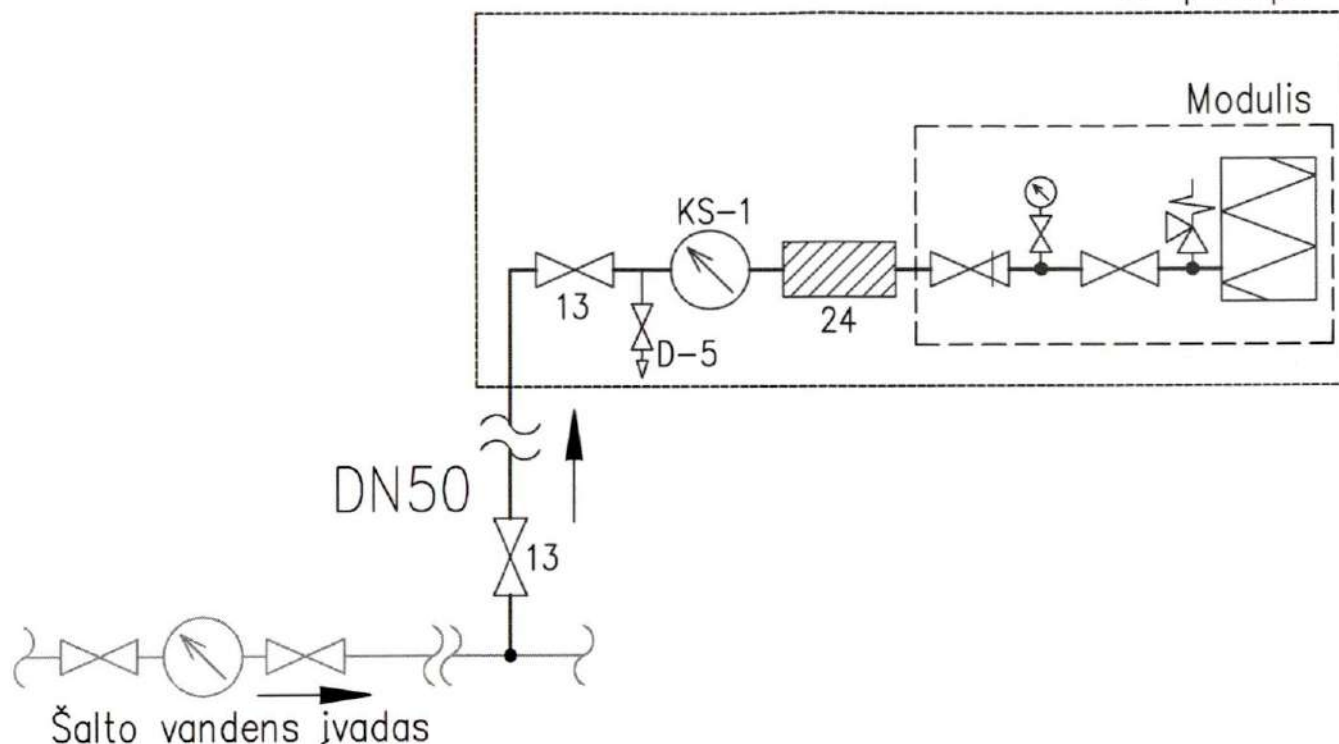 Modulis
KS-1
13
24
D-5
DN50
13
Šalto vandens įvadas